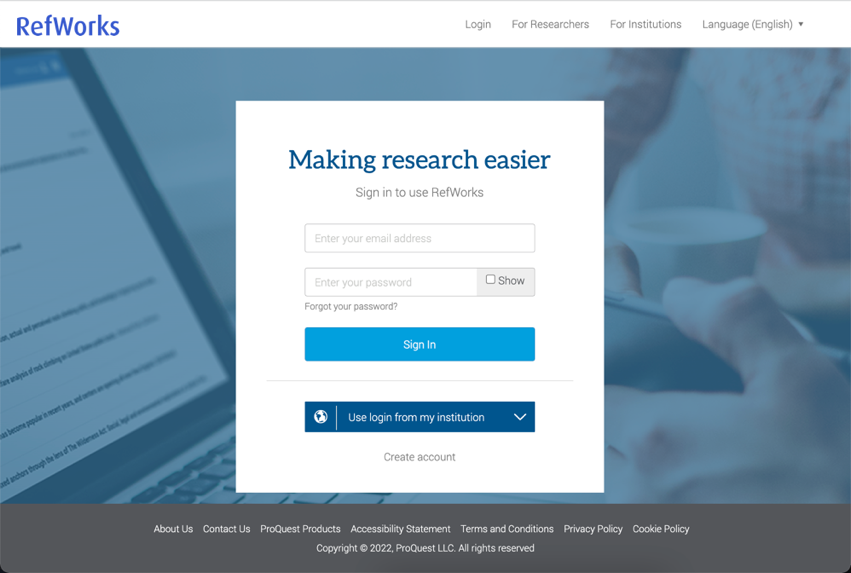 RefWorks
Login For Researchers For Institutions Language (English)
Making research easier
Sign in to use RefWorks
Enter your email address
Enter your password Show
Forgot your password?
Sign In
Use login from my institution
Create account
About Us Contact Us ProQuest Products Accessibility Statement Terms and Conditions Privacy Policy Cookie Policy
Copyright © 2022, ProQuest LLC. All rights reserved